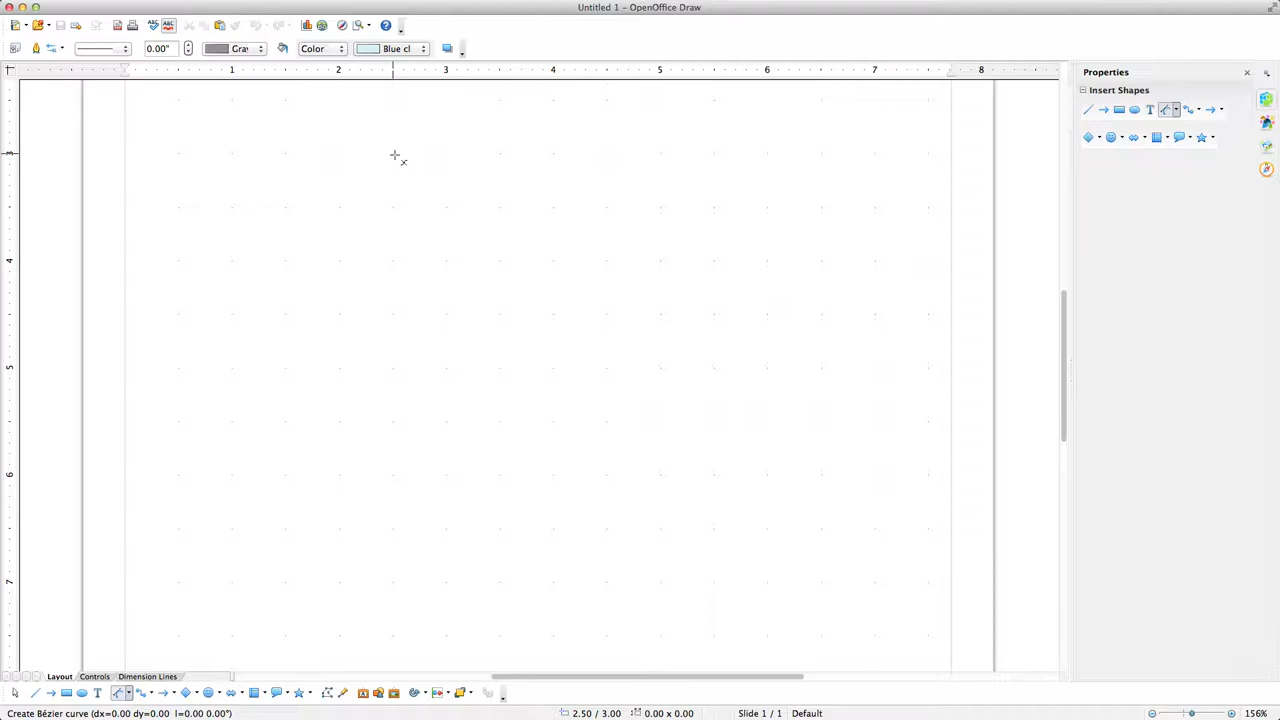 Untitled 1 - OpenOffice Draw
0.00"
Gra
Color
Blue cl
1 2 3 4 5 6 7 8
Properties
Insert Shapes
3
4
5
6
7
Layout Controls Dimension Lines
Create Bézier curve (dx=0.00 dy=0.00 l=0.00 0.00°)
2.50 / 3.00
0.00 x 0.00
Slide 1 / 1
Default
156%